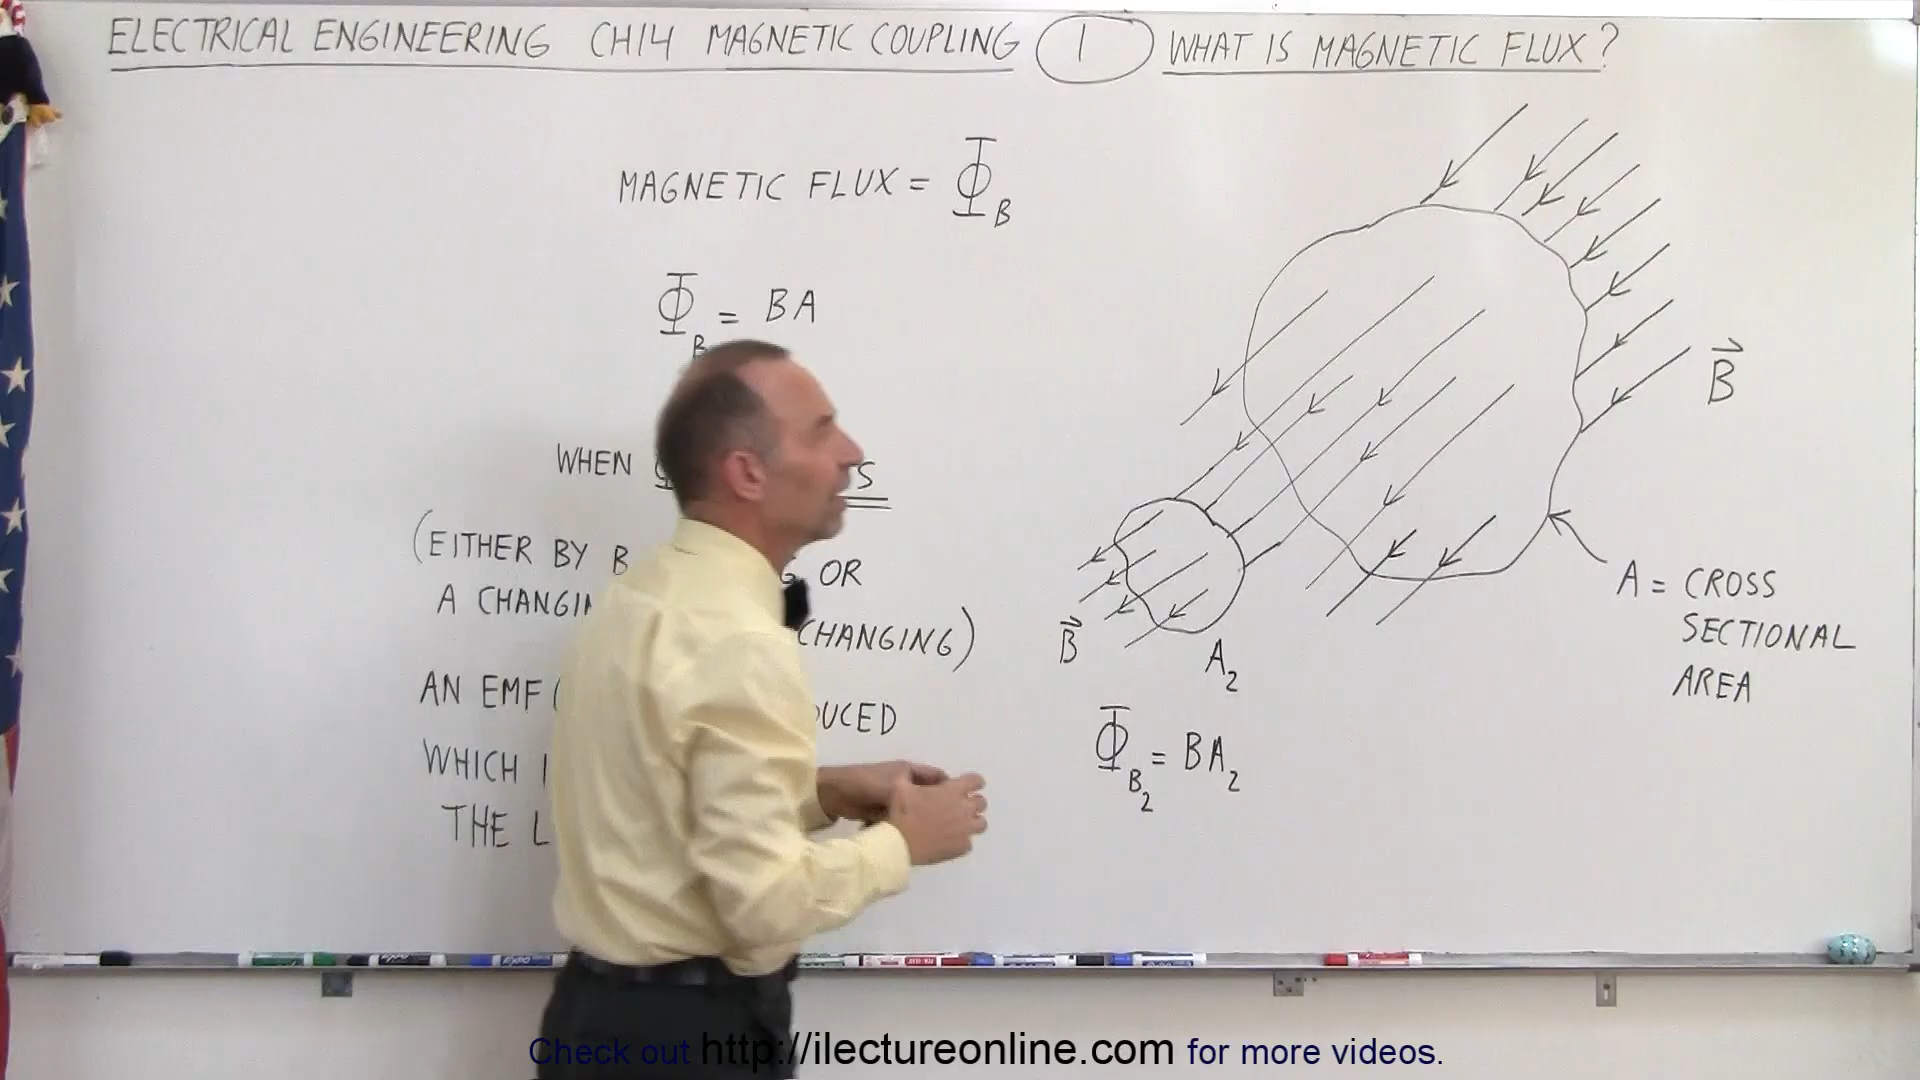 ELECTRICAL ENGINEERING CH14 MAGNETIC COUPLING 1 WHAT IS MAGNETIC FLUX?
MAGNETIC FLUX = Φ_B
Φ_B = BA
WHEN
(EITHER BY B OR
A CHANGIN CHANGING)
AN EMF (
WHICH
THE L
B⃗
A = CROSS
SECTIONAL
AREA
B⃗
A₂
Φ_B₂ = BA₂
Check out http://ilectureonline.com for more videos.